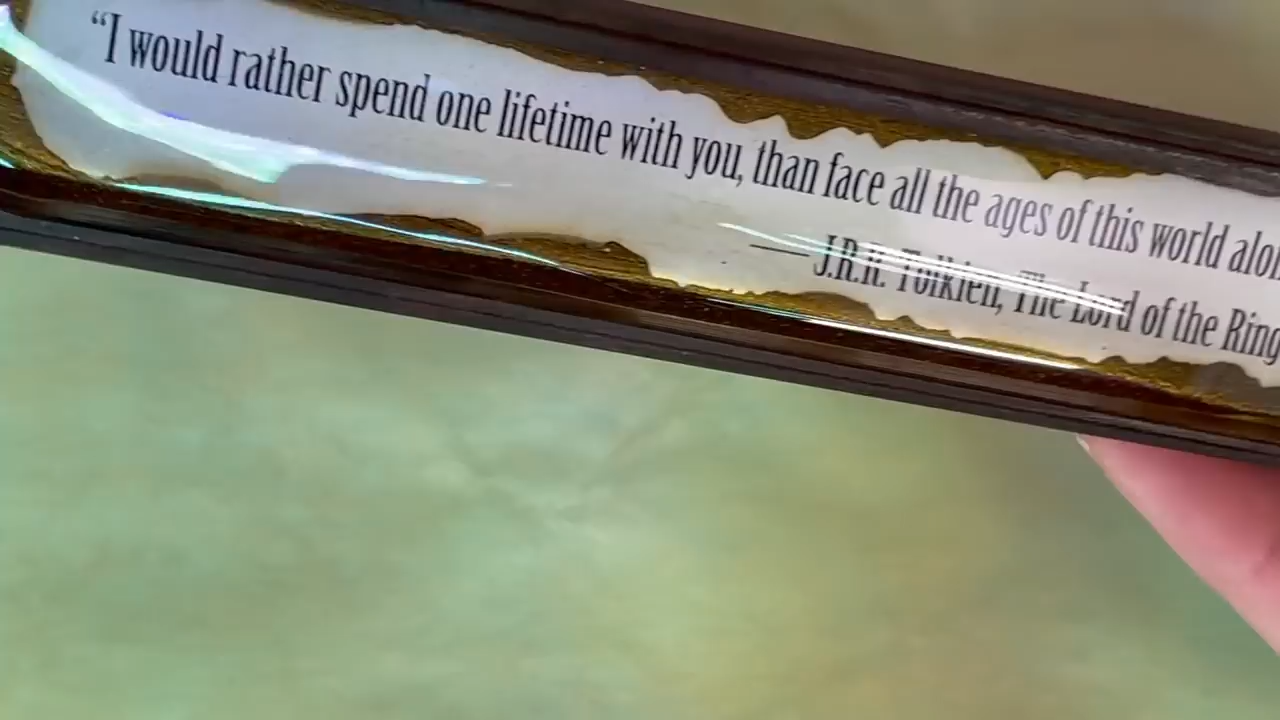 “I would rather spend one lifetime with you, than face all the ages of this world alo
— J.R.R. Tolkien, The Lord of the Ring